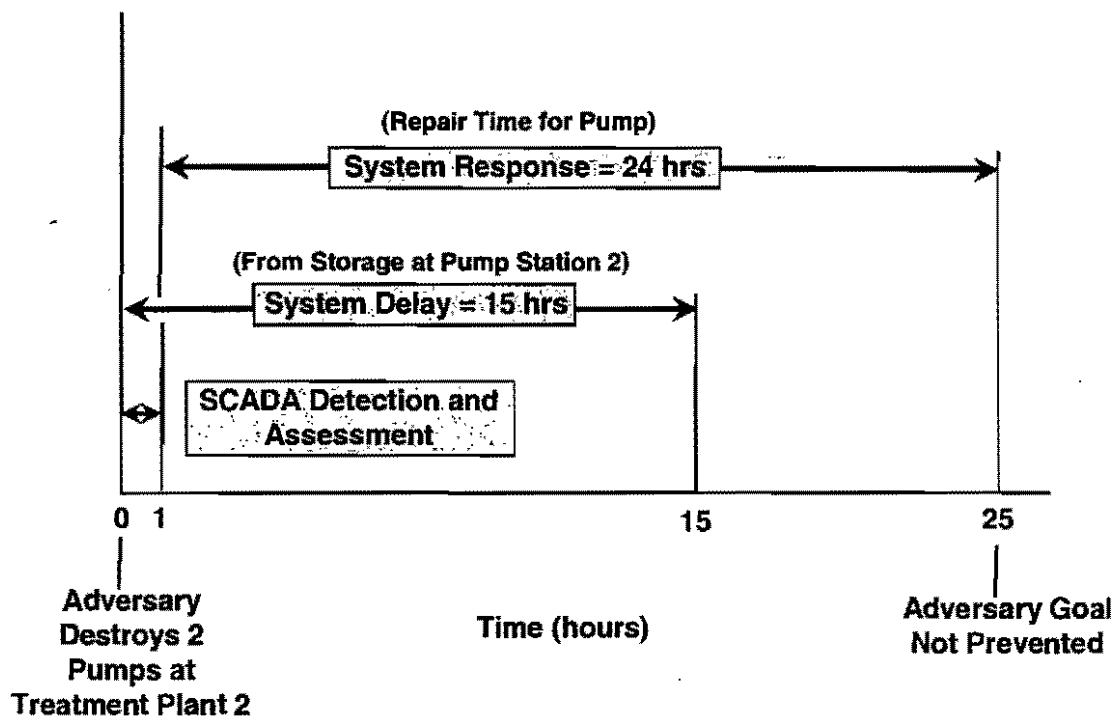 (Repair Time for Pump)
System Response = 24 hrs
(From Storage at Pump Station 2)
System Delay = 15 hrs
SCADA Detection and
Assessment
0
1
15
25
Adversary
Destroys 2
Pumps at
Treatment Plant 2
Time (hours)
Adversary Goal
Not Prevented